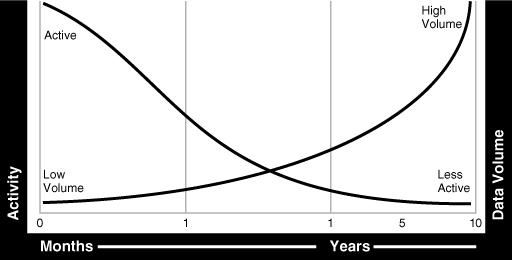 High
Volume
Active
Low
Volume
Less
Active
Activity
Data Volume
0 1 1 5 10
Months Years